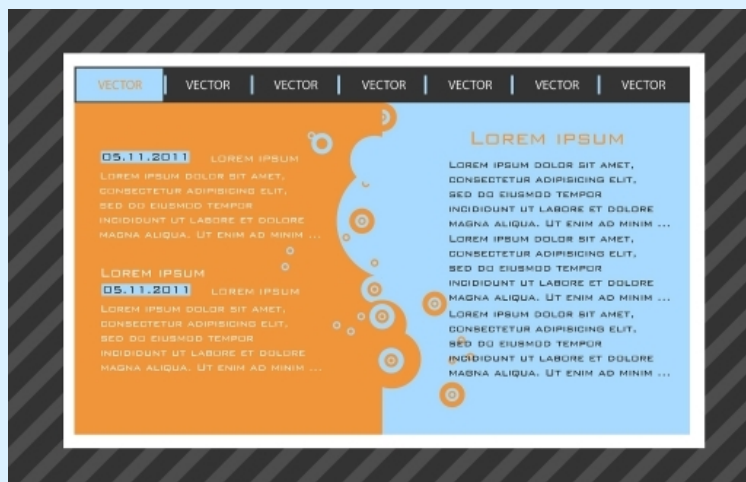 VECTOR VECTOR VECTOR VECTOR VECTOR VECTOR VECTOR
05.11.2011 LOREM IPSUM
LOREM IPSUM DOLOR SIT AMET,
CONSECTETUR ADIPISICING ELIT,
SED DO EIUSMOD TEMPOR
INCIDIDUNT UT LABORE ET DOLORE
MAGNA ALIQUA. UT ENIM AD MINIM ...
LOREM IPSUM
05.11.2011 LOREM IPSUM
LOREM IPSUM DOLOR SIT AMET,
CONSECTETUR ADIPISICING ELIT,
SED DO EIUSMOD TEMPOR
INCIDIDUNT UT LABORE ET DOLORE
MAGNA ALIQUA. UT ENIM AD MINIM ...
LOREM IPSUM
LOREM IPSUM DOLOR SIT AMET,
CONSECTETUR ADIPISICING ELIT,
SED DO EIUSMOD TEMPOR
INCIDIDUNT UT LABORE ET DOLORE
MAGNA ALIQUA. UT ENIM AD MINIM ...
LOREM IPSUM DOLOR SIT AMET,
CONSECTETUR ADIPISICING ELIT,
SED DO EIUSMOD TEMPOR
INCIDIDUNT UT LABORE ET DOLORE
MAGNA ALIQUA. UT ENIM AD MINIM ...
LOREM IPSUM DOLOR SIT AMET,
CONSECTETUR ADIPISICING ELIT,
SED DO EIUSMOD TEMPOR
INCIDIDUNT UT LABORE ET DOLORE
MAGNA ALIQUA. UT ENIM AD MINIM ...